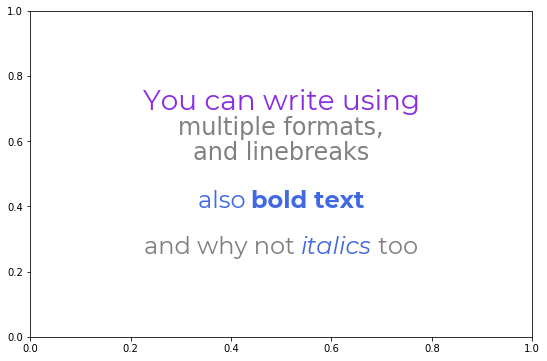 1.0
0.8
0.6
0.4
0.2
0.0
You can write using
multiple formats,
and linebreaks
also bold text
and why not italics too
0.0 0.2 0.4 0.6 0.8 1.0